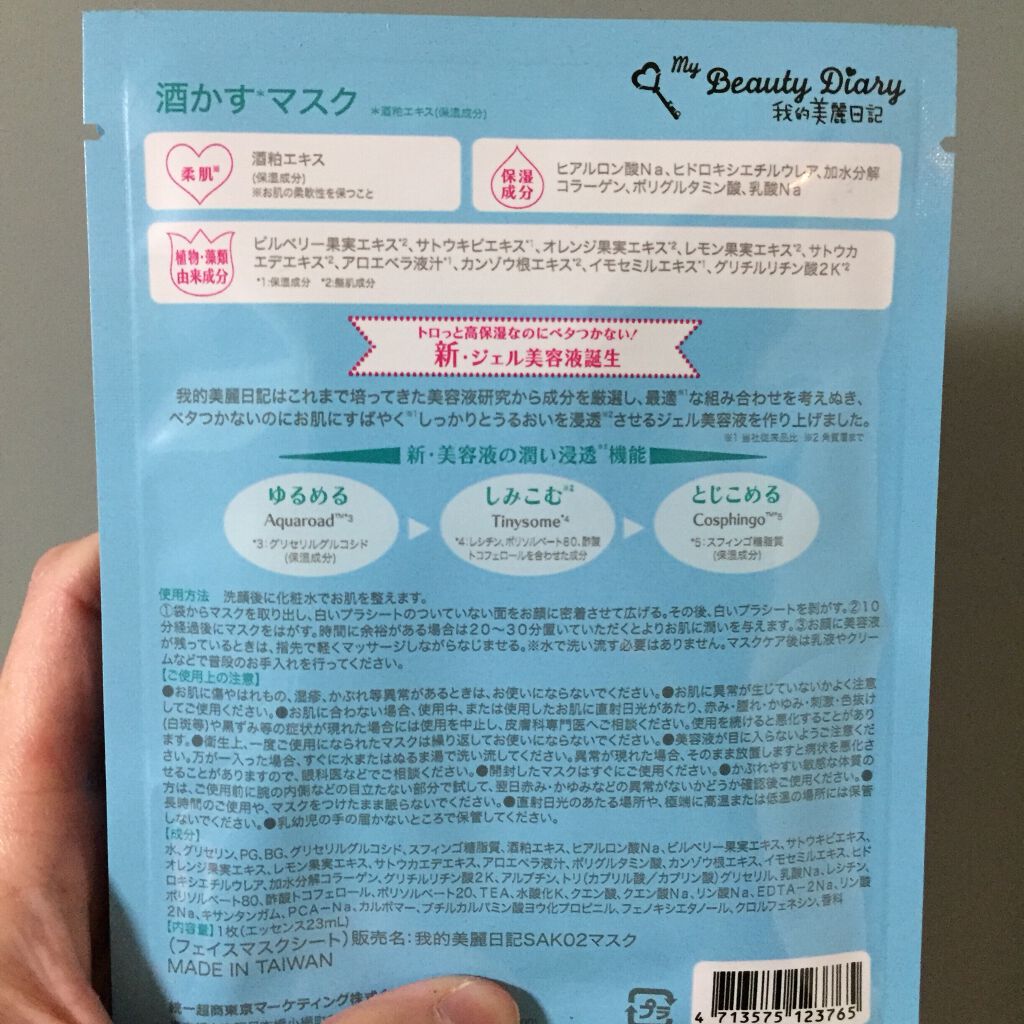 酒かす*マスク
*酒粕エキス(保湿成分)
My Beauty Diary
我的美麗日記
柔肌※
酒粕エキス
(保湿成分)
※お肌の柔軟性を保つこと
保湿
成分
ヒアルロン酸Na、ヒドロキシエチルウレア、加水分解
コラーゲン、ポリグルタミン酸、乳酸Na
植物・藻類
由来成分
ビルベリー果実エキス*2、サトウキビエキス*1、オレンジ果実エキス*2、レモン果実エキス*2、サトウカ
エデエキス*2、アロエベラ液汁*1、カンゾウ根エキス*2、イモセミルエキス*1、グリチルリチン酸2K*2
*1:保湿成分 *2:整肌成分
トロっと高保湿なのにベタつかない!
新・ジェル美容液誕生
我的美麗日記はこれまで培ってきた美容液研究から成分を厳選し、最適※1な組み合わせを考えぬき、
ベタつかないのにお肌にすばやく※1しっかりとうるおいを浸透※2させるジェル美容液を作り上げました。
※1 当社従来品比 ※2 角質層まで
新・美容液の潤い浸透※2機能
ゆるめる
Aquaroad™*3
*3:グリセリルグルコシド
(保湿成分)
しみこむ※2
Tinysome*4
*4:レシチン、ポリソルベート80、酢酸
トコフェロールを合わせた成分
とじこめる
Cosphingo™*5
*5:スフィンゴ糖脂質
(保湿成分)
使用方法 洗顔後に化粧水でお肌を整えます。
①袋からマスクを取り出し、白いプラシートのついていない面をお顔に密着させて広げる。その後、白いプラシートを剥がす。②10
分経過後にマスクをはがす。時間に余裕がある場合は20〜30分置いていただくとよりお肌に潤いを与えます。③お顔に美容液
が残っているときは、指先で軽くマッサージしながらなじませる。※水で洗い流す必要はありません。マスクケア後は乳液やクリー
ムなどで普段のお手入れを行ってください。
【ご使用上の注意】
●お肌に傷やはれもの、湿疹、かぶれ等異常があるときは、お使いにならないでください。●お肌に異常が生じていないかよく注意
してご使用ください。●お肌に合わない場合、使用中、または使用したお肌に直射日光があたり、赤み・腫れ・かゆみ・刺激・色抜け
(白斑等)や黒ずみ等の症状が現れた場合には使用を中止し、皮膚科専門医へご相談ください。使用を続けると悪化することがあり
ます。●衛生上、一度ご使用になられたマスクは繰り返してお使いにならないでください。●美容液が目に入らないようご注意くだ
さい。万が一入った場合、すぐに水またはぬるま湯で洗い流してください。異常が現れた場合、そのまま放置しますと病状を悪化さ
せることがありますので、眼科医などでご相談ください。●開封したマスクはすぐにご使用ください。●かぶれやすい敏感な体質の
方は、ご使用前に腕の内側などの目立たない部分で試して、翌日赤み・かゆみなどの異常がないかどうか確認後ご使用ください。●
長時間のご使用や、マスクをつけたまま眠らないでください。●直射日光のあたる場所や、極端に高温または低温の場所には保管
しないでください。●乳幼児の手の届かないところで保管してください。
【成分】
水、グリセリン、PG、BG、グリセリルグルコシド、スフィンゴ糖脂質、酒粕エキス、ヒアルロン酸Na、ビルベリー果実エキス、サトウキビエキス、
オレンジ果実エキス、レモン果実エキス、サトウカエデエキス、アロエベラ液汁、ポリグルタミン酸、カンゾウ根エキス、イモセミルエキス、ヒド
ロキシエチルウレア、加水分解コラーゲン、グリチルリチン酸2K、アルブチン、トリ(カプリル酸/カプリン酸)グリセリル、乳酸Na、レシチン、
ポリソルベート80、酢酸トコフェロール、ポリソルベート20、TEA、水酸化K、クエン酸、クエン酸Na、リン酸Na、EDTA-2Na、リン酸
2Na、キサンタンガム、PCA-Na、カルボマー、ブチルカルバミン酸ヨウ化プロピニル、フェノキシエタノール、クロルフェネシン、香料
【内容量】1枚(エッセンス23mL)
(フェイスマスクシート)販売名:我的美麗日記SAK02マスク
MADE IN TAIWAN
統一超商東京マーケティング株式会
プラ
4 713575 123765